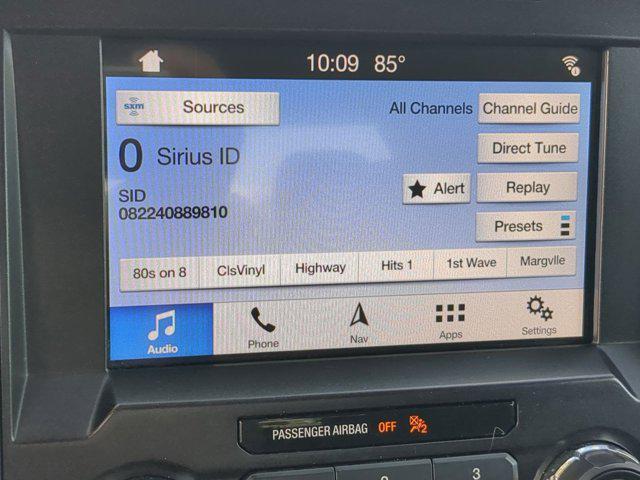 10:09 85°
sxm Sources
All Channels Channel Guide
0 Sirius ID
Direct Tune
SID
082240889810
Alert Replay
Presets
80s on 8 ClsVinyl Highway Hits 1 1st Wave Margvlle
Audio Phone Nav Apps Settings
PASSENGER AIRBAG OFF 2
2 3